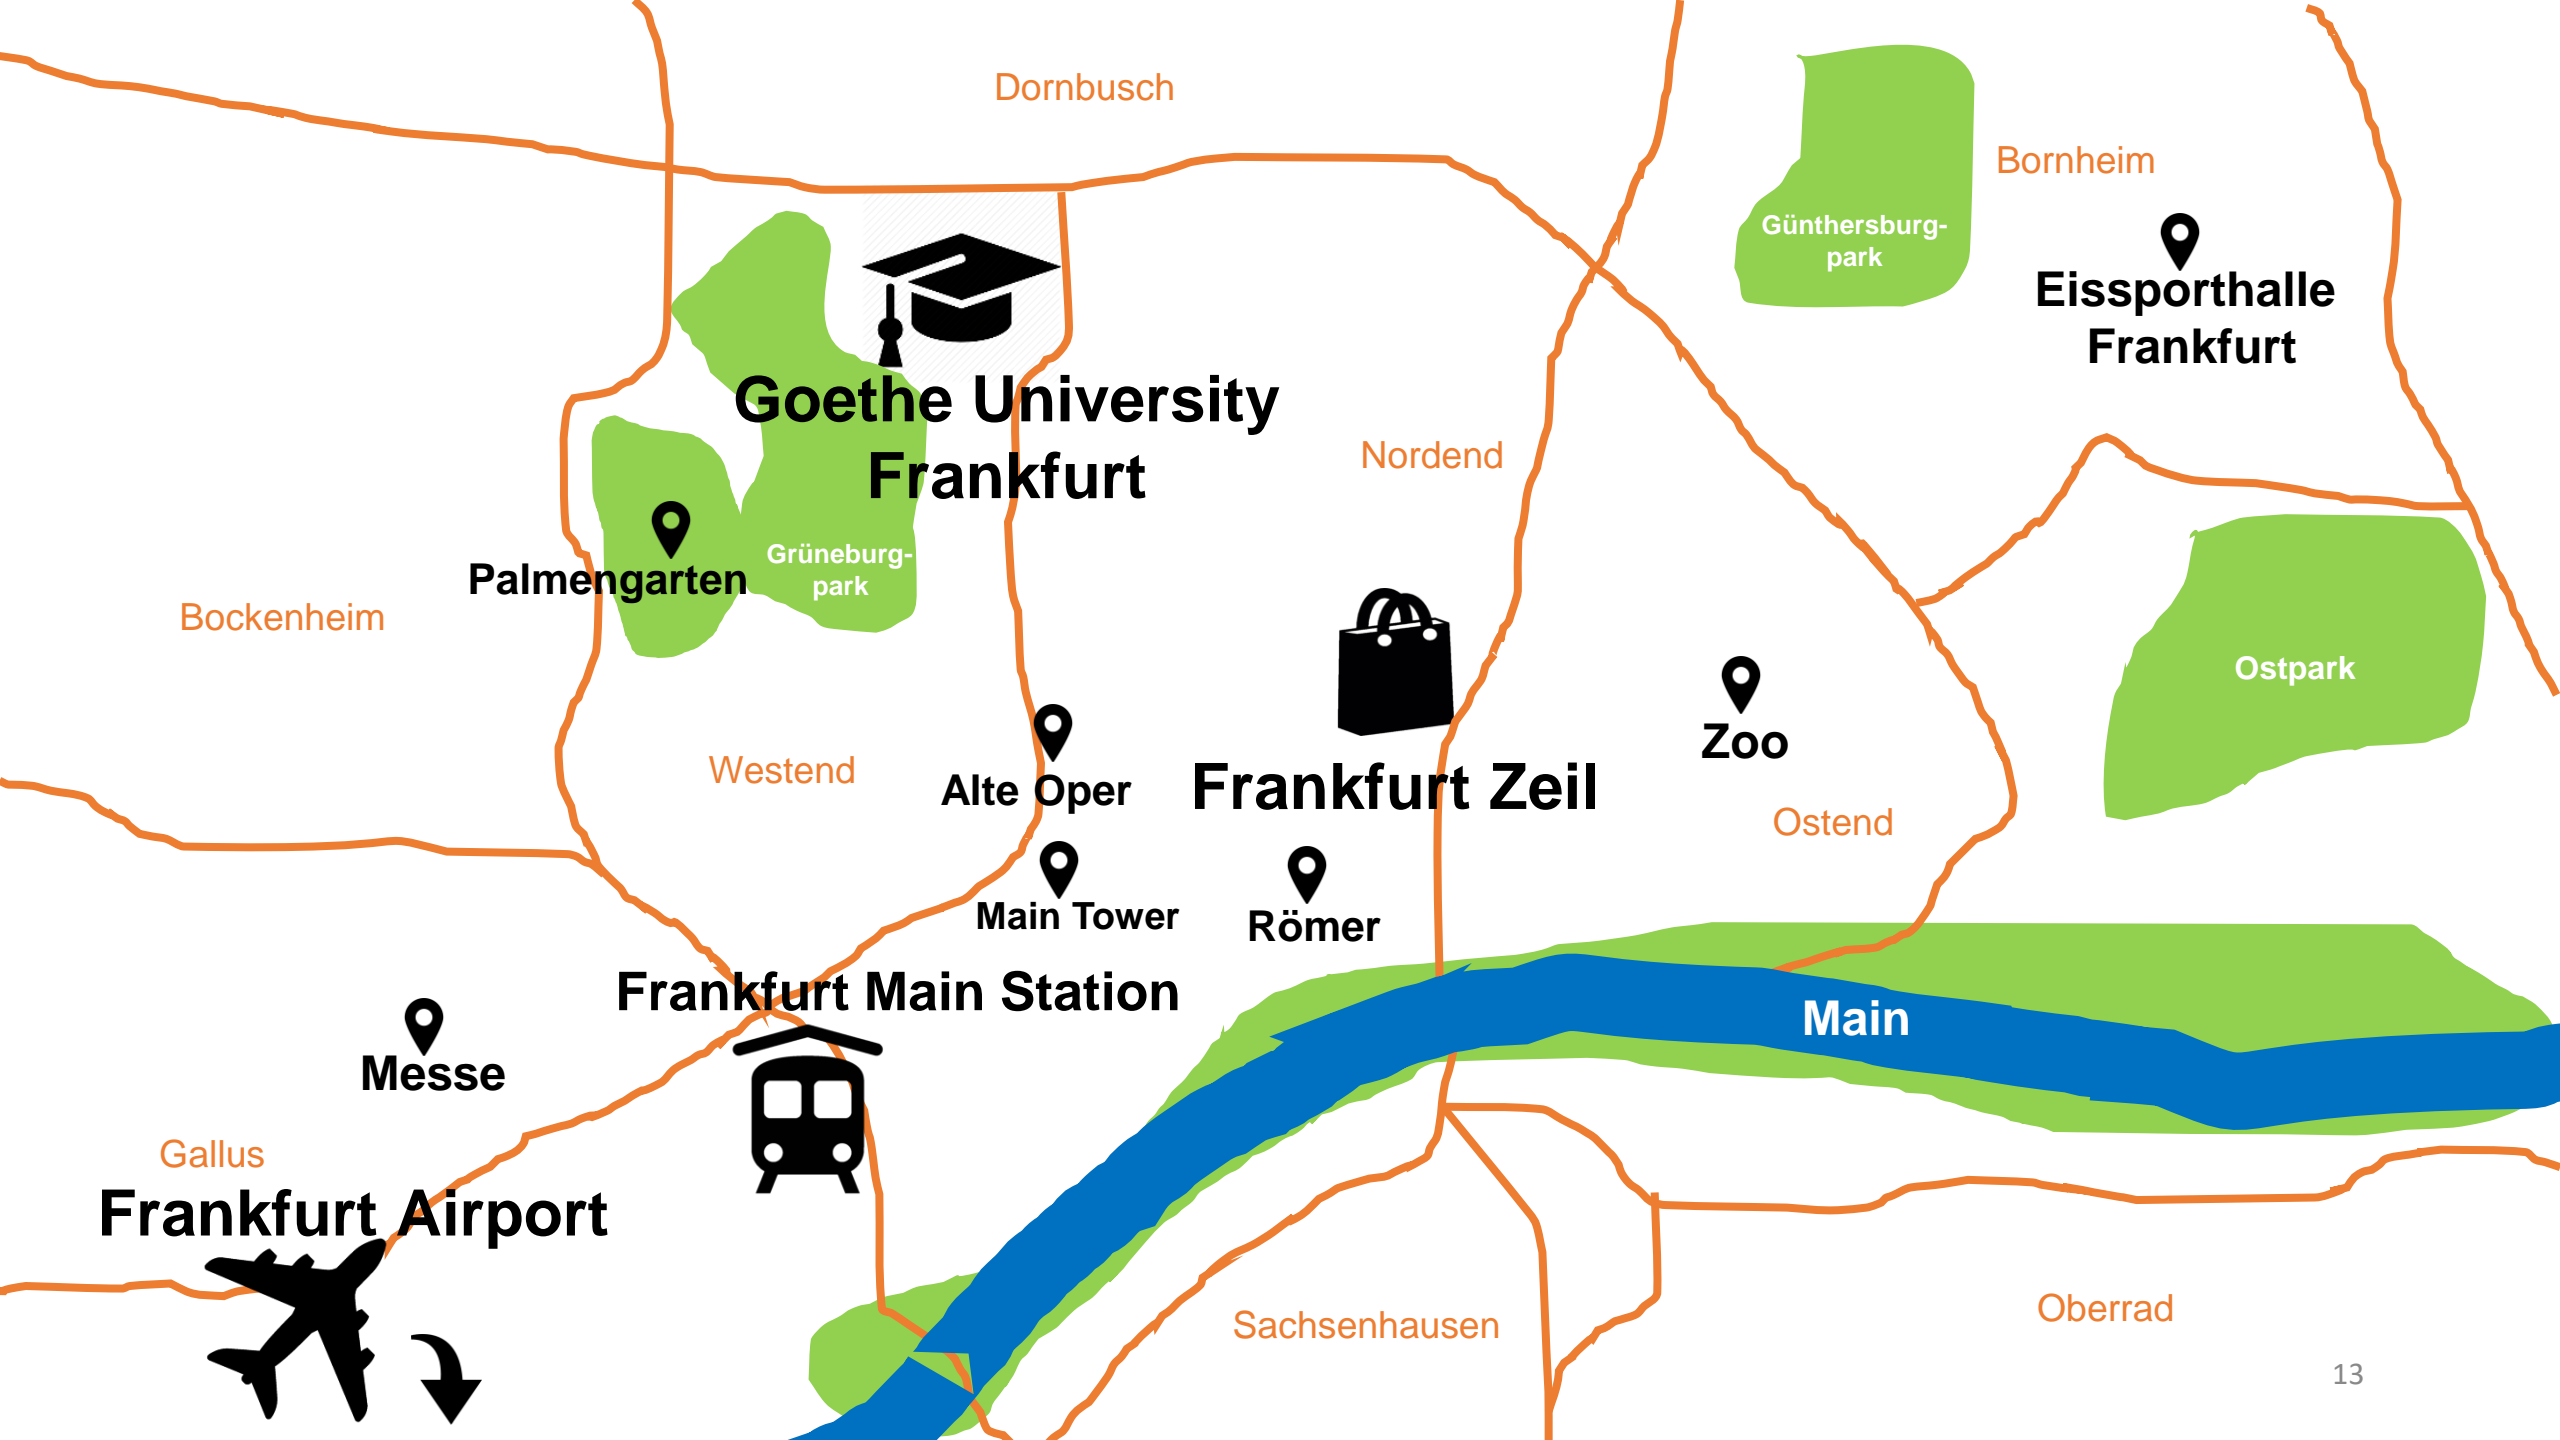 Dornbusch
Bornheim
Günthersburg-
park
Eissporthalle
Frankfurt
Goethe University
Frankfurt
Nordend
Palmengarten
Grüneburg-
park
Bockenheim
Ostpark
Zoo
Westend
Alte Oper
Frankfurt Zeil
Ostend
Main Tower
Römer
Frankfurt Main Station
Main
Messe
Gallus
Frankfurt Airport
Sachsenhausen
Oberrad
13